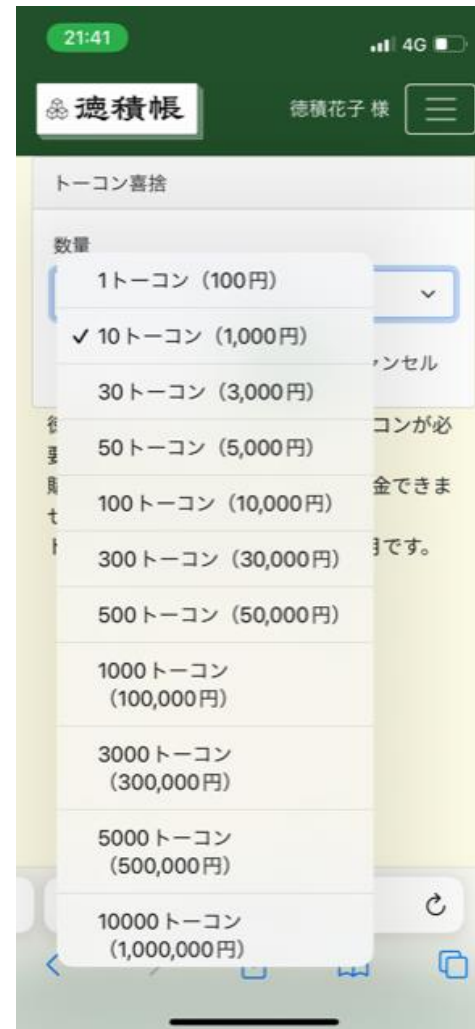 21:41
4G
徳積帳
徳積花子 様
トーコン喜捨
数量
1トーコン（100円）
✓ 10トーコン（1,000円）
30トーコン（3,000円）
50トーコン（5,000円）
100トーコン（10,000円）
300トーコン（30,000円）
500トーコン（50,000円）
1000トーコン
（100,000円）
3000トーコン
（300,000円）
5000トーコン
（500,000円）
10000トーコン
（1,000,000円）
ャンセル
コンが必
要
金できま
せ
ト
です。